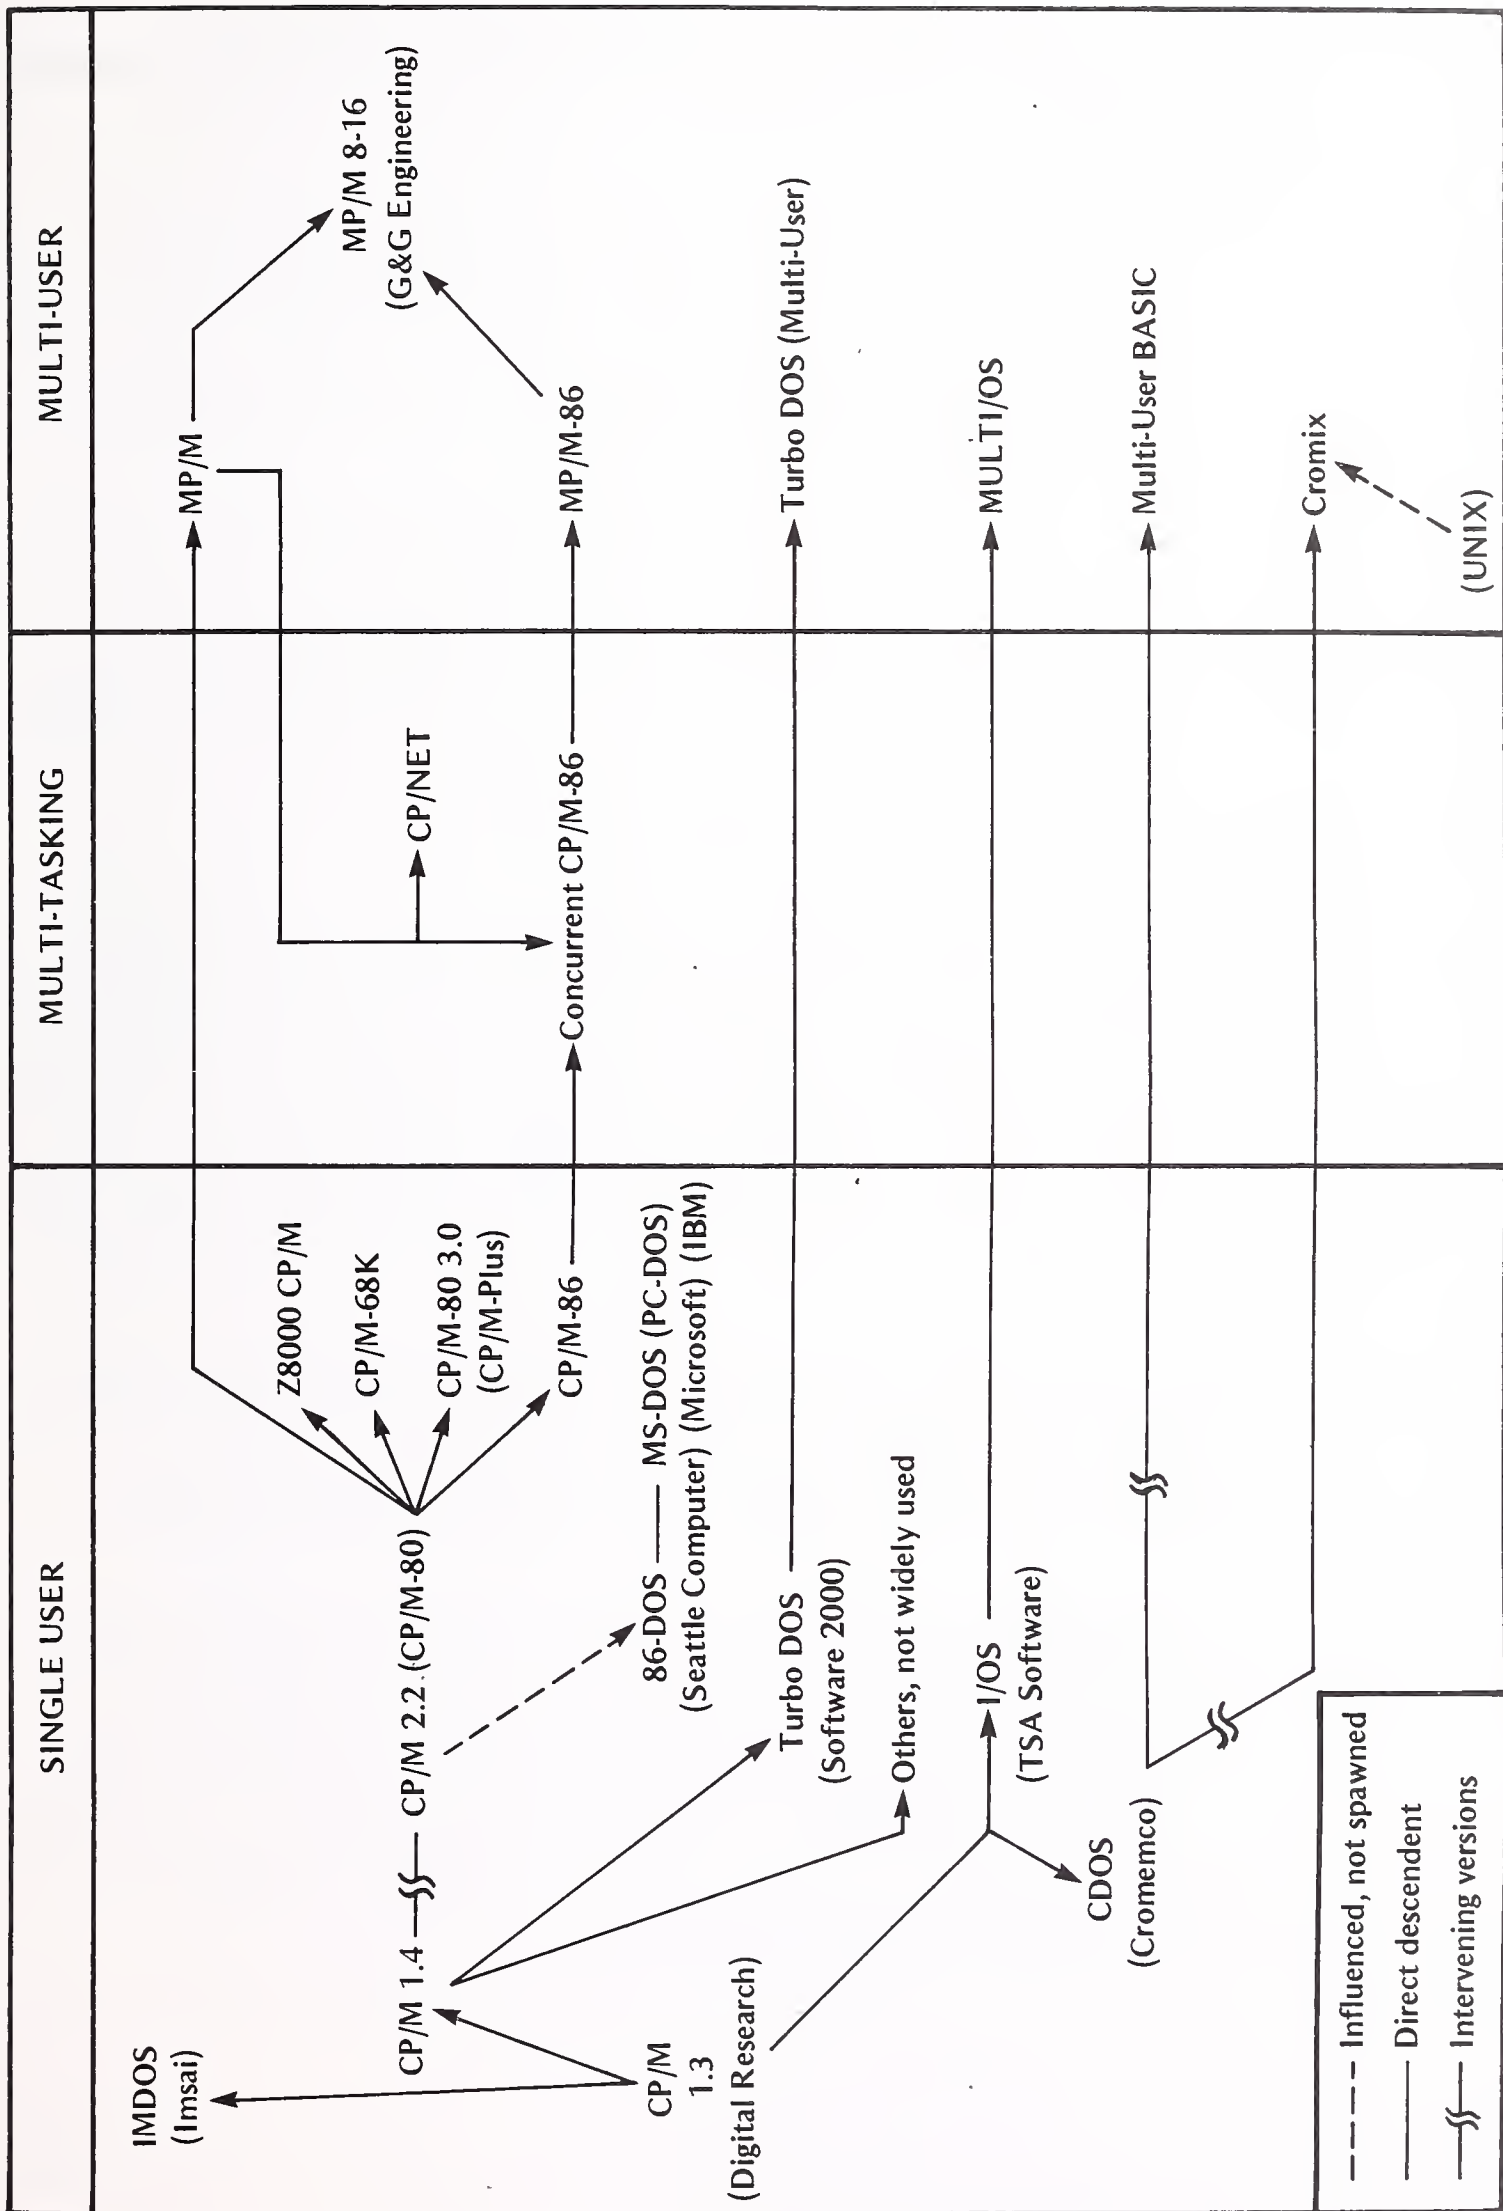 SINGLE USER
MULTI-TASKING
MULTI-USER
IMDOS
(Imsai)
CP/M 1.4
CP/M 2.2 (CP/M-80)
CP/M
1.3
(Digital Research)
Z8000 CP/M
CP/M-68K
CP/M-80 3.0
(CP/M-Plus)
CP/M-86
86-DOS
MS-DOS (PC-DOS)
(Seattle Computer) (Microsoft) (IBM)
Turbo DOS
(Software 2000)
Others, not widely used
I/OS
(TSA Software)
CDOS
(Cromemco)
CP/NET
Concurrent CP/M-86
MP/M
MP/M 8-16
(G&G Engineering)
MP/M-86
Turbo DOS (Multi-User)
MULTI/OS
Multi-User BASIC
Cromix
(UNIX)
Influenced, not spawned
Direct descendent
Intervening versions